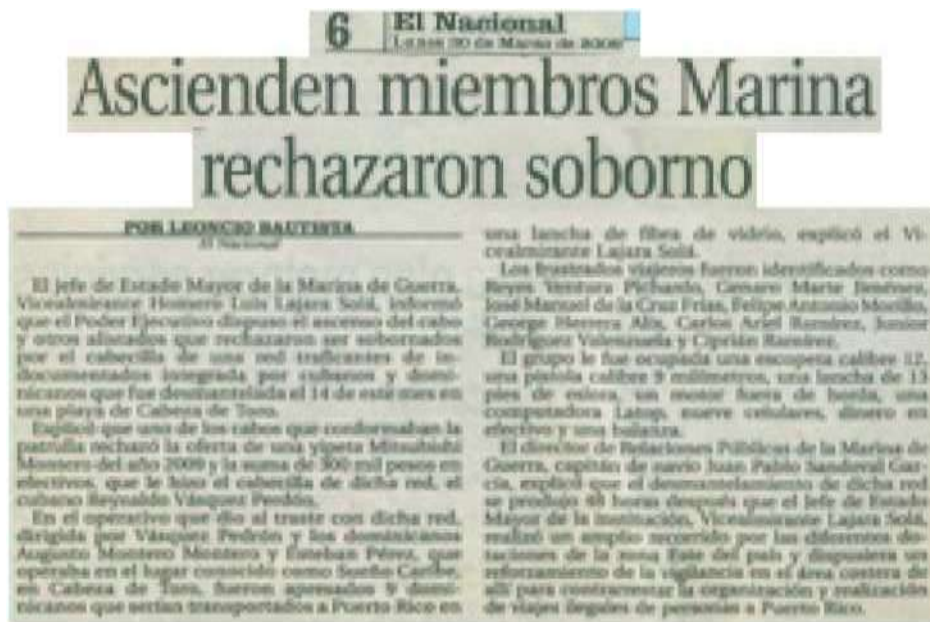 6
El Nacional
Lunes 30 de Marzo de 2009
Ascienden miembros Marina
rechazaron soborno
POR LEONCIO BAUTISTA
El Nacional
El jefe de Estado Mayor de la Marina de Guerra,
Vicealmirante Homero Luis Lajara Solá, informó
que el Poder Ejecutivo dispuso el ascenso del cabo
y otros alistados que rechazaron ser sobornados
por el cabecilla de una red traficantes de in-
documentados integrada por cubanos y domi-
nicanos que fue desmantelada el 14 de este mes en
una playa de Cabeza de Toro.
Explicó que uno de los cabos que conformaban la
patrulla rechazó la oferta de una yipeta Mitsubishi
Montero del año 2009 y la suma de 300 mil pesos en
efectivos, que le hizo el cabecilla de dicha red, el
cubano Reynaldo Vásquez Pedrón.
En el operativo que dio al traste con dicha red,
dirigida por Vásquez Pedrón y los dominicanos
Augusto Montero Montero y Esteban Pérez, que
operaba en el lugar conocido como Sueño Caribe,
en Cabeza de Toro, fueron apresados 9 domi-
nicanos que serían transportados a Puerto Rico en
una lancha de fibra de vidrio, explicó el Vi-
cealmirante Lajara Solá.
Los frustrados viajeros fueron identificados como
Reyes Ventura Pichardo, Genaro Marte Jiménez,
José Manuel de la Cruz Frías, Felipe Antonio Morillo,
George Herrera Alix, Carlos Ariel Ramírez, Junior
Rodríguez Valenzuela y Ciprián Ramírez.
El grupo le fue ocupada una escopeta calibre 12,
una pistola calibre 9 milímetros, una lancha de 13
pies de eslora, un motor fuera de borda, una
computadora nueve celulares, dinero en
efectivo y una balanza.
El director de Relaciones Públicas de la Marina de
Guerra, capitán de navío Juan Pablo Sandoval Gar-
cía, explicó que el desmantelamiento de dicha red
se produjo 48 horas después que el Jefe de Estado
Mayor de la institución, Vicealmirante Lajara Solá,
realizó un amplio recorrido por las diferentes do-
taciones de la zona Este del país y dispusiera un
reforzamiento de la vigilancia en el área costera de
allí para contrarrestar la organización y realización
de viajes ilegales de personas a Puerto Rico.